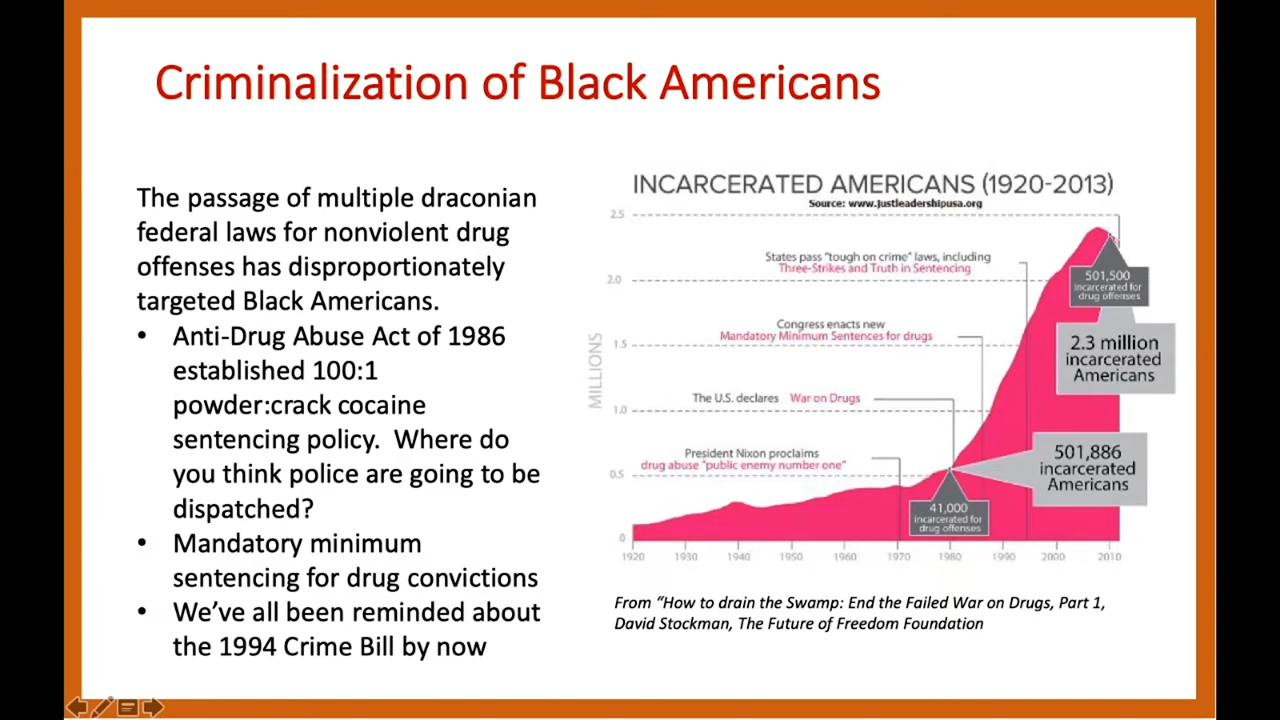 Criminalization of Black Americans
The passage of multiple draconian
federal laws for nonviolent drug
offenses has disproportionately
targeted Black Americans.
• Anti-Drug Abuse Act of 1986
established 100:1
powder:crack cocaine
sentencing policy. Where do
you think police are going to be
dispatched?
• Mandatory minimum
sentencing for drug convictions
• We’ve all been reminded about
the 1994 Crime Bill by now
INCARCERATED AMERICANS (1920-2013)
Source: www.justleadershipusa.org
MILLIONS
2.5
2.0
1.5
1.0
0.5
0
States pass "tough on crime" laws, including
Three-Strikes and Truth in Sentencing
Congress enacts new
Mandatory Minimum Sentences for drugs
The U.S. declares War on Drugs
President Nixon proclaims
drug abuse "public enemy number one"
501,500
incarcerated for
drug offenses
2.3 million
incarcerated
Americans
501,886
incarcerated
Americans
41,000
incarcerated for
drug offenses
1920 1930 1940 1950 1960 1970 1980 1990 2000 2010
From “How to drain the Swamp: End the Failed War on Drugs, Part 1,
David Stockman, The Future of Freedom Foundation